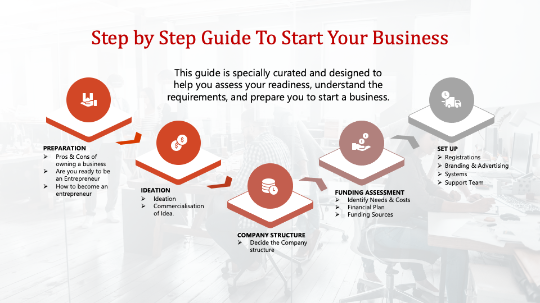 Step by Step Guide To Start Your Business
This guide is specially curated and designed to
help you assess your readiness, understand the
requirements, and prepare you to start a business.
PREPARATION
➢ Pros & Cons of
owning a business
➢ Are you ready to be
an Entrepreneur
➢ How to become an
entrepreneur
IDEATION
➢ Ideation
➢ Commercialisation
of Idea.
COMPANY STRUCTURE
➢ Decide the Company
structure
FUNDING ASSESSMENT
➢ Identify Needs & Costs
➢ Financial Plan
➢ Funding Sources
SET UP
➢ Registrations
➢ Branding & Advertising
➢ Systems
➢ Support Team